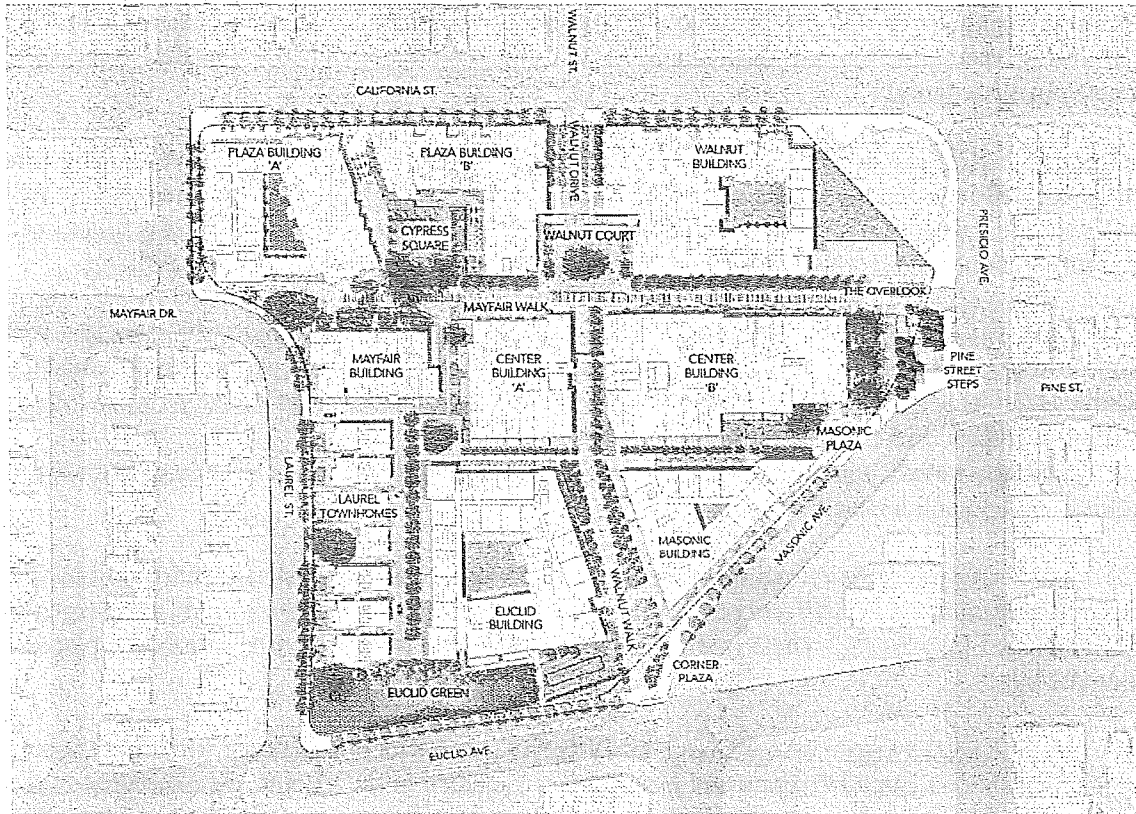 WALNUT ST.
CALIFORNIA ST.
PLAZA BUILDING
'A'
PLAZA BUILDING
'B'
WALNUT DRIVE
WALNUT
BUILDING
CYPRESS
SQUARE
WALNUT COURT
PRESIDIO AVE.
THE OVERLOOK
MAYFAIR DR.
MAYFAIR WALK
MAYFAIR
BUILDING
CENTER
BUILDING
'A'
CENTER
BUILDING
'B'
PINE
STREET
STEPS
PINE ST.
MASONIC
PLAZA
LAUREL ST.
LAUREL
TOWNHOMES
MASONIC
BUILDING
MASONIC AVE.
EUCLID
BUILDING
WALNUT WALK
CORNER
PLAZA
EUCLID GREEN
EUCLID AVE.